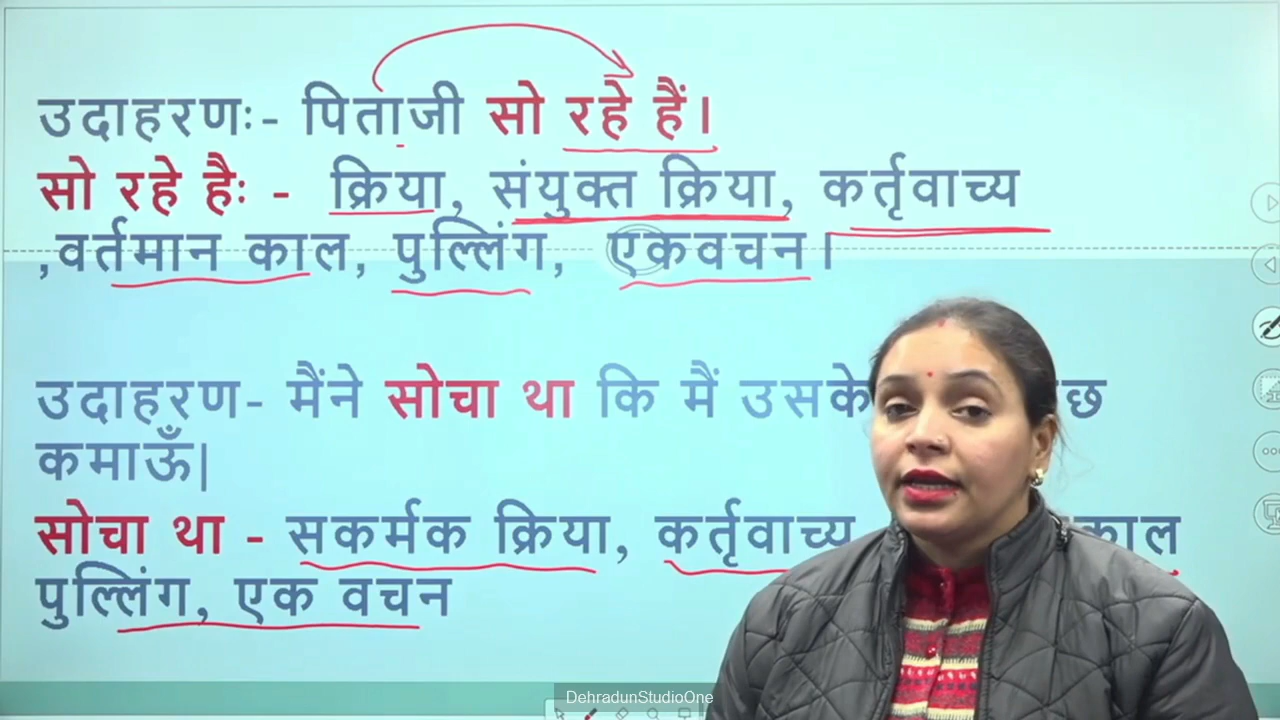 उदाहरणः- पिताजी सो रहे हैं।
सो रहे हैः - क्रिया, संयुक्त क्रिया, कर्तृवाच्य
,वर्तमान काल, पुल्लिंग, एकवचन।
उदाहरण- मैंने सोचा था कि मैं उसके छ
कमाऊँ|
सोचा था - सकर्मक क्रिया, कर्तृवाच्य काल
पुल्लिंग, एक वचन
DehradunStudioOne